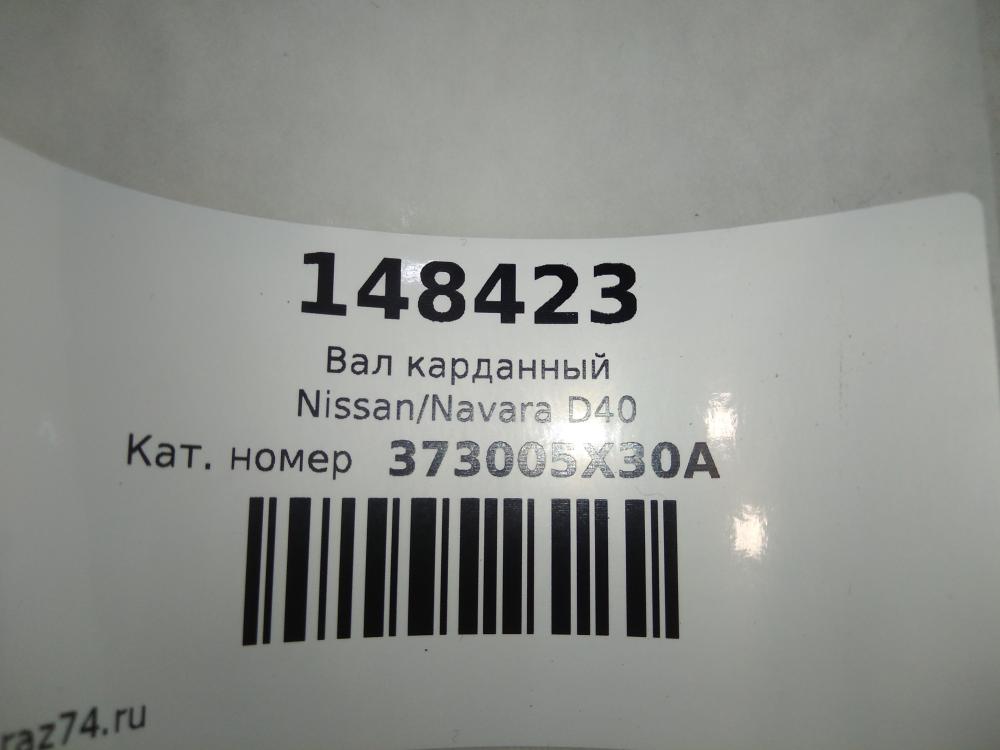 148423
Вал карданный
Nissan/Navara D40
Кат. номер 373005X30A
raz74.ru